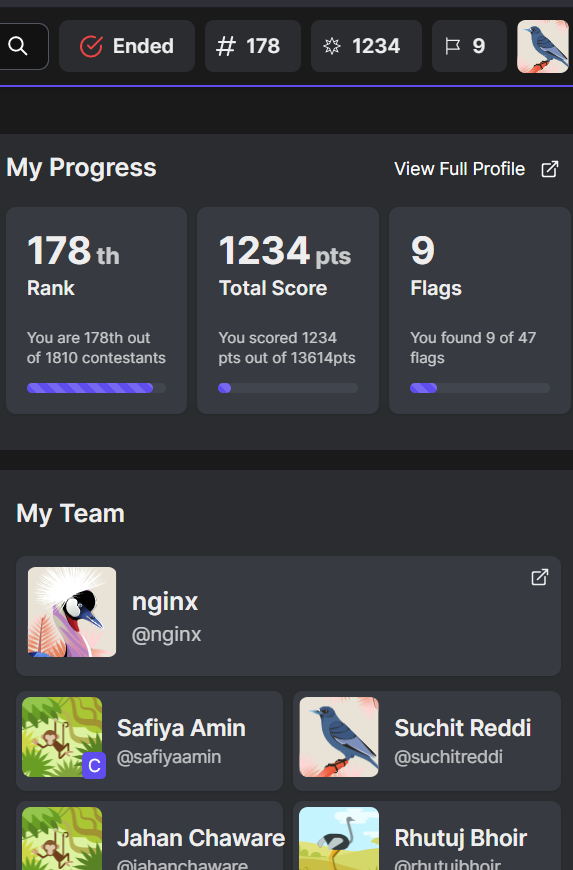 Ended # 178 1234 9
My Progress View Full Profile
178 th 1234 pts 9
Rank Total Score Flags
You are 178th out
of 1810 contestants
You scored 1234
pts out of 13614pts
You found 9 of 47
flags
My Team
nginx
@nginx
Safiya Amin
@safiyaamin
C
Suchit Reddi
@suchitreddi
Jahan Chaware
@jahanchaware
Rhutuj Bhoir
@rhutujbhoir